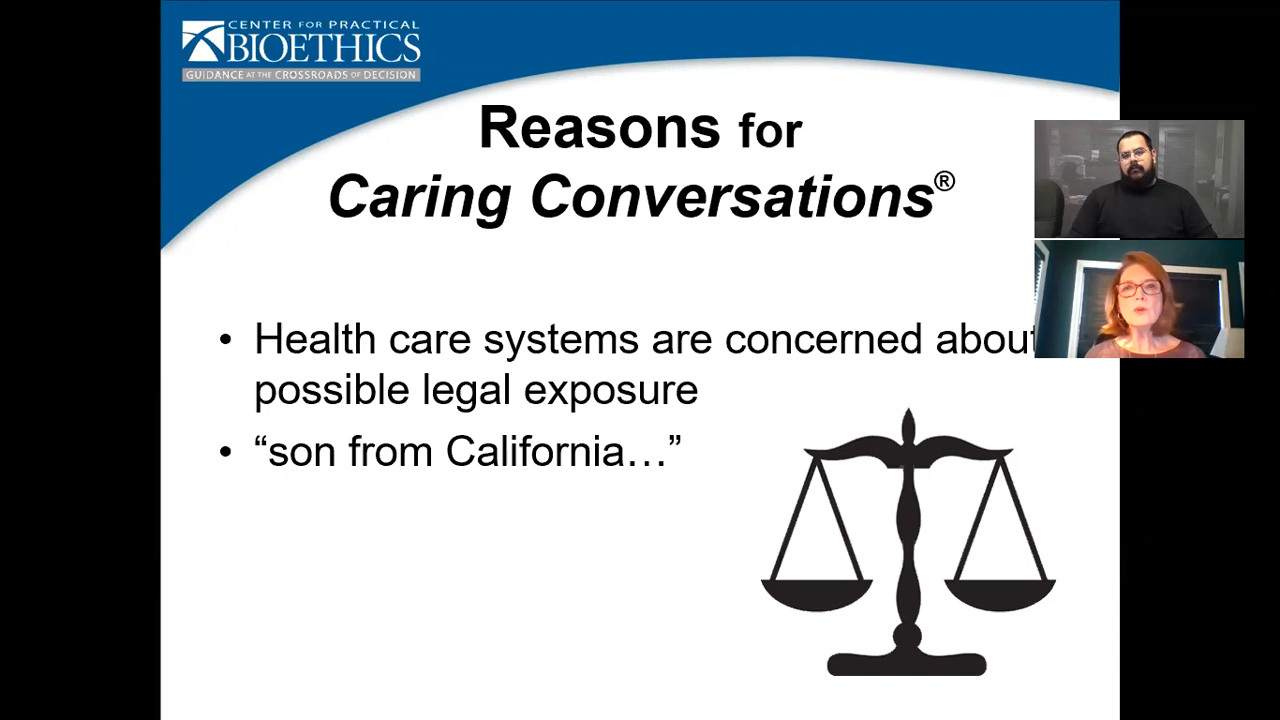 CENTER FOR PRACTICAL
BIOETHICS
GUIDANCE AT THE CROSSROADS OF DECISION
Reasons for
Caring Conversations®
• Health care systems are concerned about
possible legal exposure
• “son from California…”